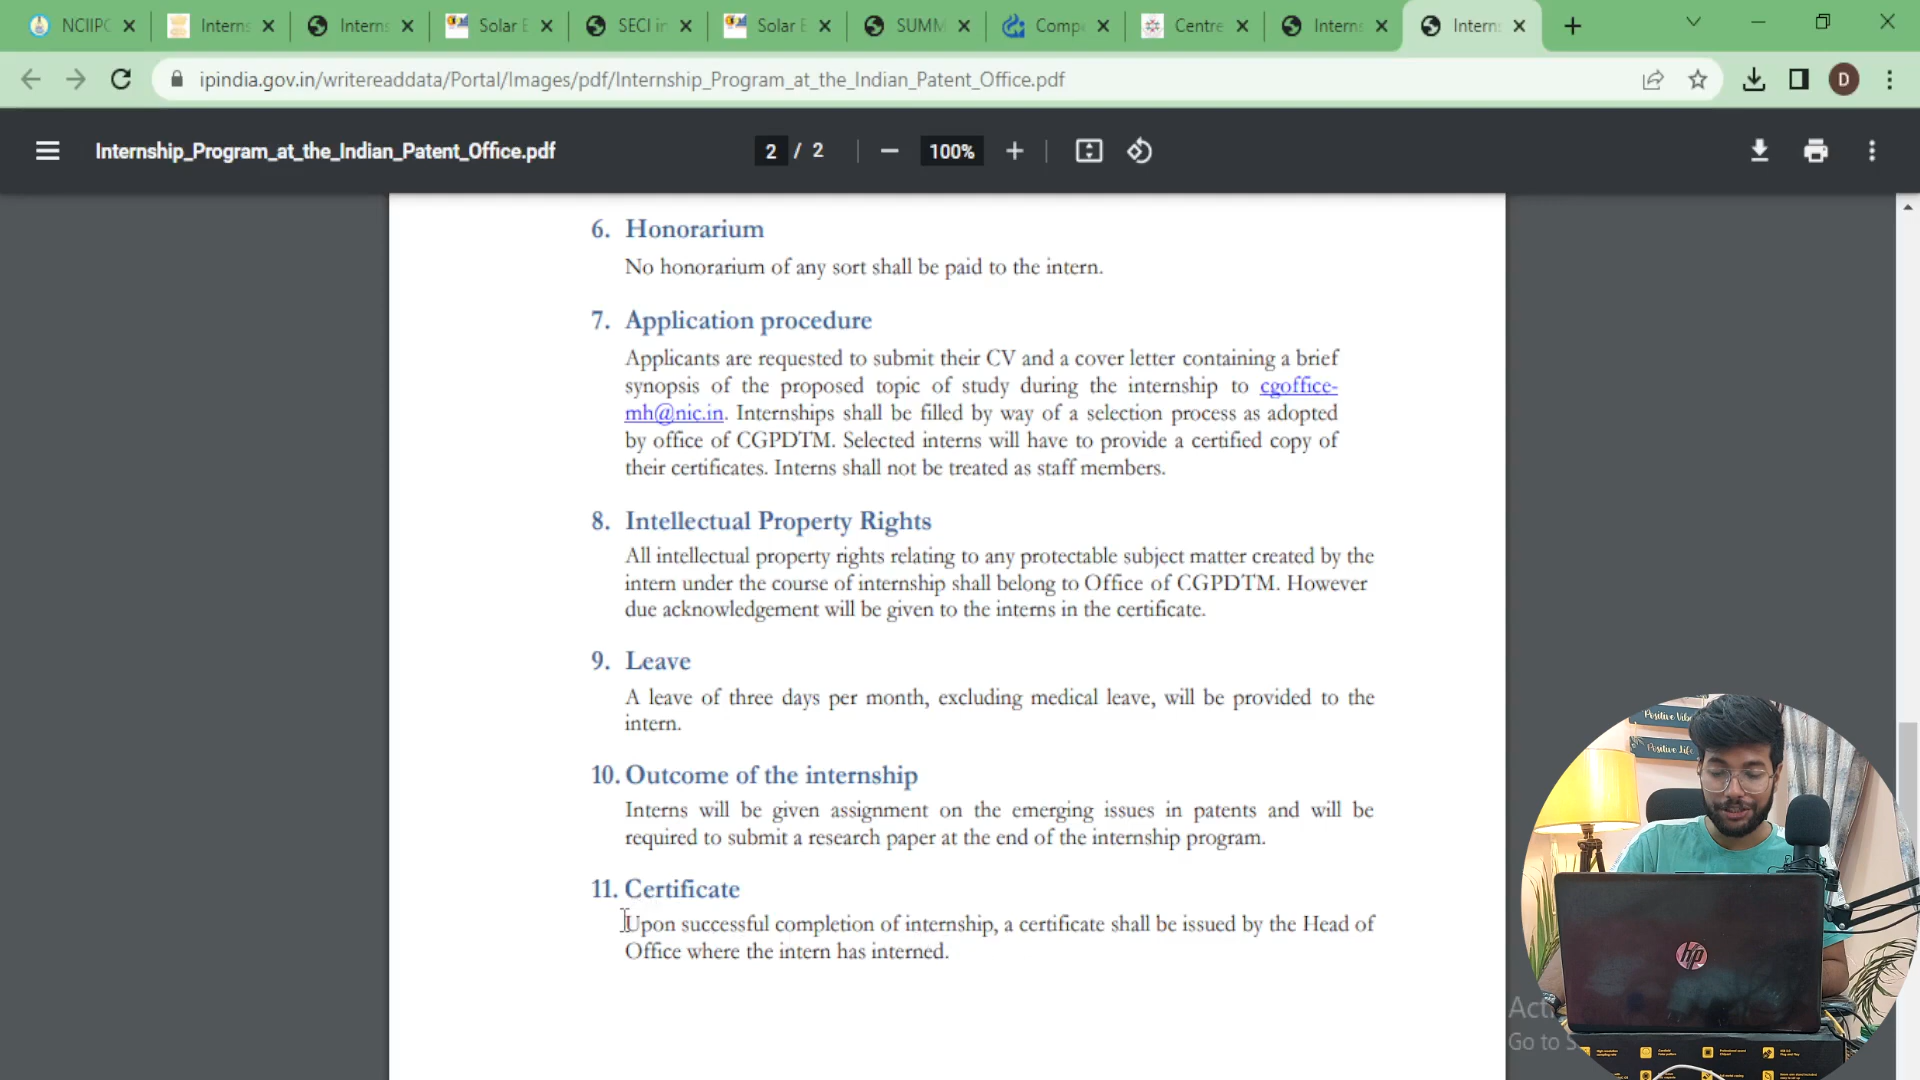 NCIIPC
Interns
Interns
Solar E
SECI in
Solar E
SUMM
Compe
Centre
Interns
Interns
ipindia.gov.in/writereaddata/Portal/Images/pdf/Internship_Program_at_the_Indian_Patent_Office.pdf
D
Internship_Program_at_the_Indian_Patent_Office.pdf
2 / 2
100%
6. Honorarium
No honorarium of any sort shall be paid to the intern.
7. Application procedure
Applicants are requested to submit their CV and a cover letter containing a brief
synopsis of the proposed topic of study during the internship to cgoffice-
mh@nic.in. Internships shall be filled by way of a selection process as adopted
by office of CGPDTM. Selected interns will have to provide a certified copy of
their certificates. Interns shall not be treated as staff members.
8. Intellectual Property Rights
All intellectual property rights relating to any protectable subject matter created by the
intern under the course of internship shall belong to Office of CGPDTM. However
due acknowledgement will be given to the interns in the certificate.
9. Leave
A leave of three days per month, excluding medical leave, will be provided to the
intern.
10. Outcome of the internship
Interns will be given assignment on the emerging issues in patents and will be
required to submit a research paper at the end of the internship program.
11. Certificate
Upon successful completion of internship, a certificate shall be issued by the Head of
Office where the intern has interned.
Positive Vib
Positive Life
hp
Acti
Go to S